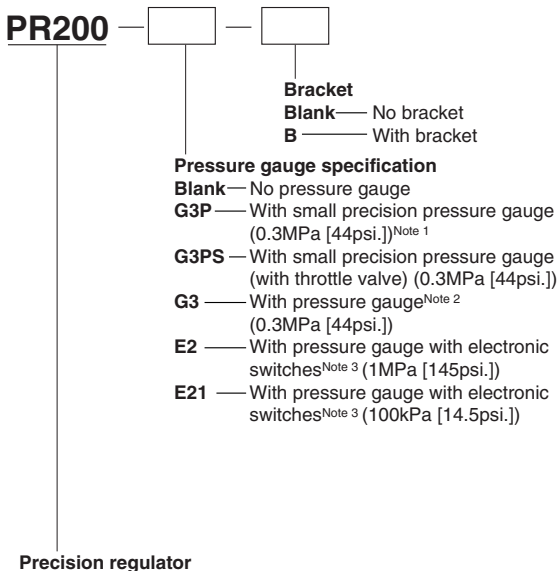 PR200
Bracket
Blank No bracket
B With bracket
Pressure gauge specification
Blank No pressure gauge
G3P With small precision pressure gauge
(0.3MPa [44psi.])Note 1
G3PS With small precision pressure gauge
(with throttle valve) (0.3MPa [44psi.])
G3 With pressure gaugeNote 2
(0.3MPa [44psi.])
E2 With pressure gauge with electronic
switchesNote 3 (1MPa [145psi.])
E21 With pressure gauge with electronic
switchesNote 3 (100kPa [14.5psi.])
Precision regulator